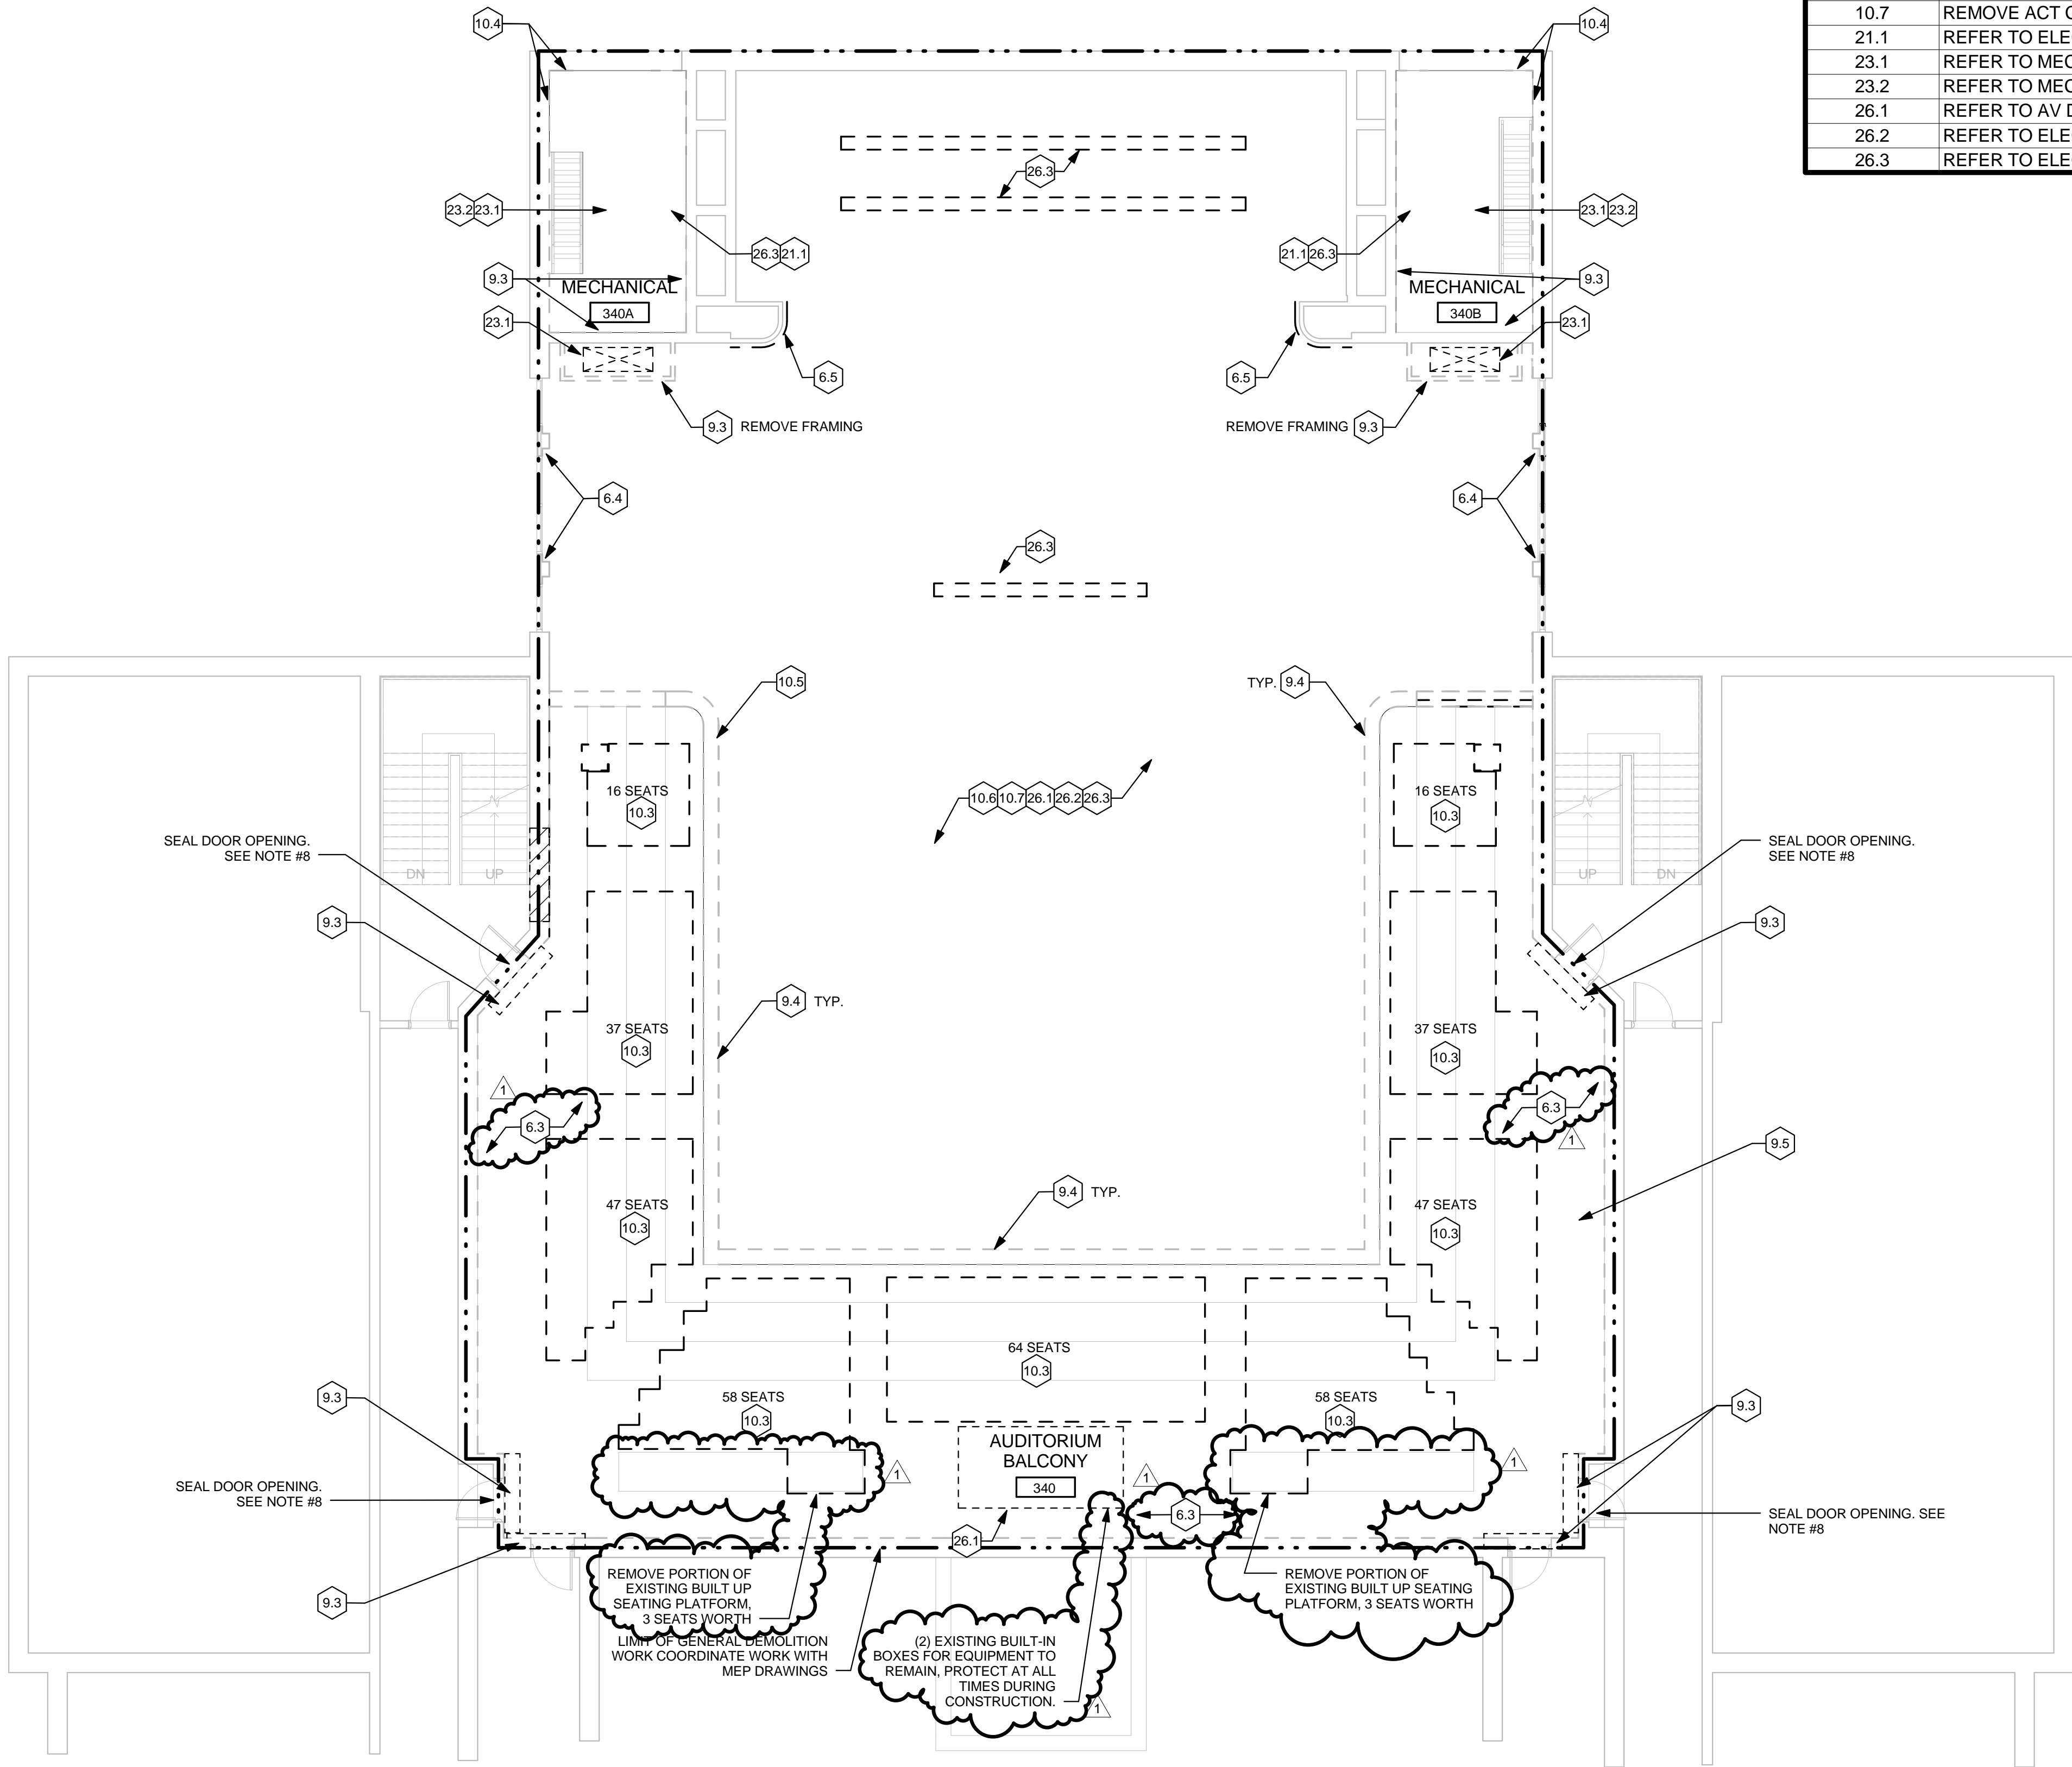 10.7 REMOVE ACT
21.1 REFER TO
23.1 REFER TO
23.2 REFER TO
26.1 REFER TO AV
26.2 REFER TO
26.3 REFER TO
10.4
10.4
26.3
23.2 23.1
23.1 23.2
26.3 21.1
21.1 26.3
9.3
9.3
MECHANICAL
340A
MECHANICAL
340B
23.1
23.1
6.5
6.5
9.3 REMOVE FRAMING
REMOVE FRAMING 9.3
6.4
6.4
26.3
10.5
TYP. 9.4
16 SEATS
10.3
10.6 10.7 26.1 26.2 26.3
16 SEATS
10.3
SEAL DOOR OPENING.
SEE NOTE #8
SEAL DOOR OPENING.
SEE NOTE #8
DN UP
UP DN
9.3
9.3
9.4 TYP.
37 SEATS
10.3
37 SEATS
10.3
1
6.3
6.3
1
9.5
9.4 TYP.
47 SEATS
10.3
47 SEATS
10.3
64 SEATS
10.3
9.3
58 SEATS
10.3
58 SEATS
10.3
9.3
AUDITORIUM
BALCONY
340
1
1
1
SEAL DOOR OPENING.
SEE NOTE #8
6.3
SEAL DOOR OPENING. SEE
NOTE #8
26.1
9.3
REMOVE PORTION OF
EXISTING BUILT UP
SEATING PLATFORM,
3 SEATS WORTH
REMOVE PORTION OF
EXISTING BUILT UP SEATING
PLATFORM, 3 SEATS WORTH
LIMIT OF GENERAL DEMOLITION
WORK COORDINATE WORK WITH
MEP DRAWINGS
(2) EXISTING BUILT-IN
BOXES FOR EQUIPMENT TO
REMAIN, PROTECT AT ALL
TIMES DURING
CONSTRUCTION.
1